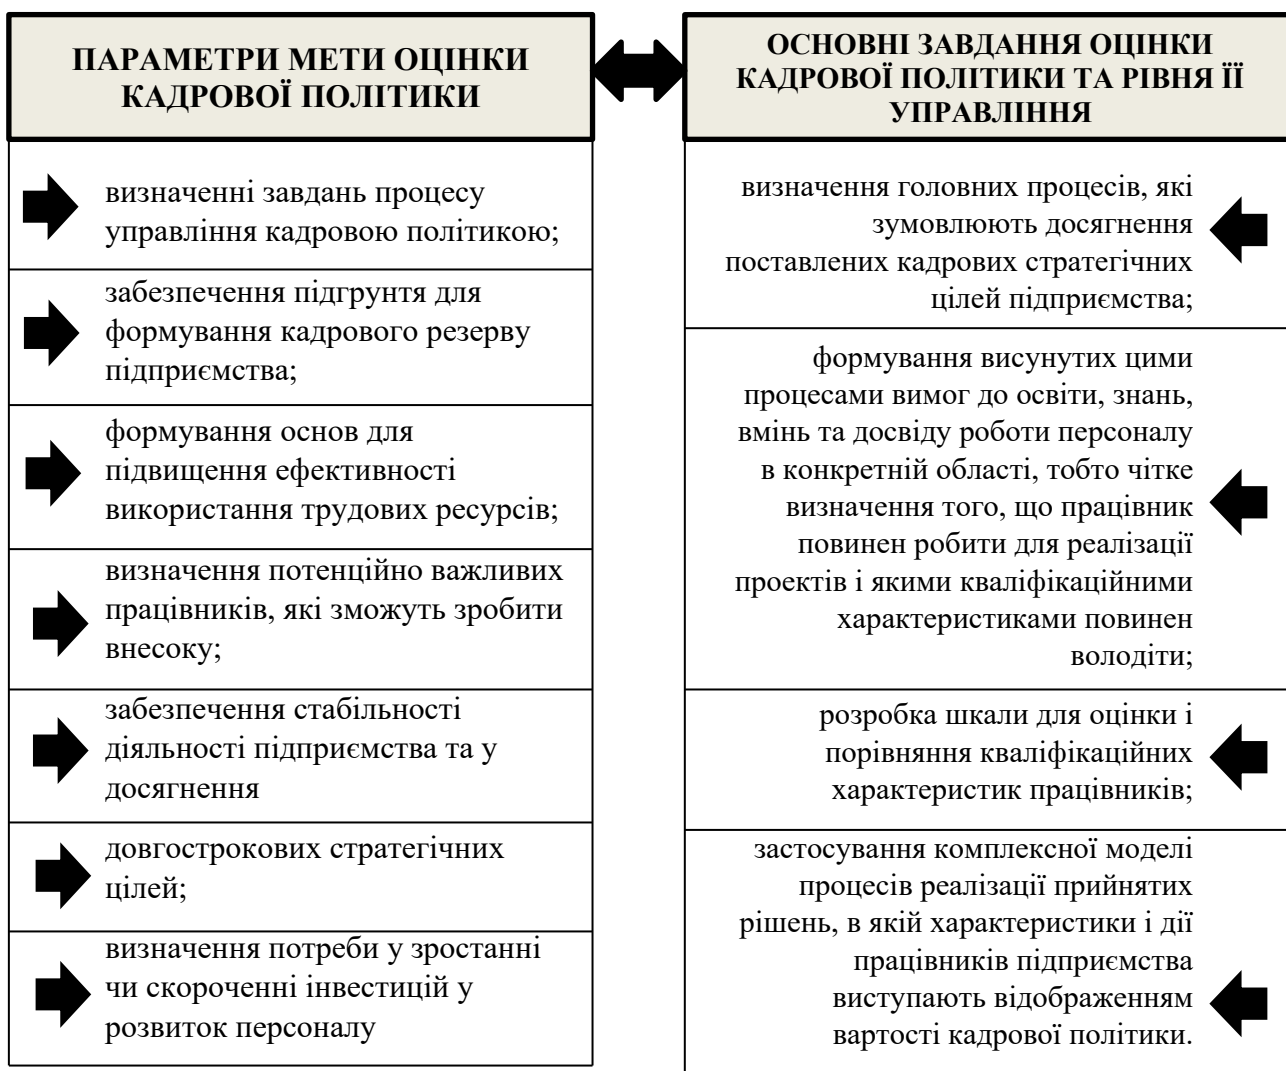 ПАРАМЕТРИ МЕТИ ОЦІНКИ
КАДРОВОЇ ПОЛІТИКИ
визначенні завдань процесу
управління кадровою політикою;
забезпечення підгрунтя для
формування кадрового резерву
підприємства;
формування основ для
підвищення ефективності
використання трудових ресурсів;
визначення потенційно важливих
працівників, які зможуть зробити
внесоку;
забезпечення стабільності
діяльності підприємства та у
досягнення
довгострокових стратегічних
цілей;
визначення потреби у зростанні
чи скороченні інвестицій у
розвиток персоналу
ОСНОВНІ ЗАВДАННЯ ОЦІНКИ
КАДРОВОЇ ПОЛІТИКИ ТА РІВНЯ ЇЇ
УПРАВЛІННЯ
визначення головних процесів, які
зумовлюють досягнення
поставлених кадрових стратегічних
цілей підприємства;
формування висунутих цими
процесами вимог до освіти, знань,
вмінь та досвіду роботи персоналу
в конкретній області, тобто чітке
визначення того, що працівник
повинен робити для реалізації
проектів і якими кваліфікаційними
характеристиками повинен
володіти;
розробка шкали для оцінки і
порівняння кваліфікаційних
характеристик працівників;
застосування комплексної моделі
процесів реалізації прийнятих
рішень, в якій характеристики і дії
працівників підприємства
виступають відображенням
вартості кадрової політики.